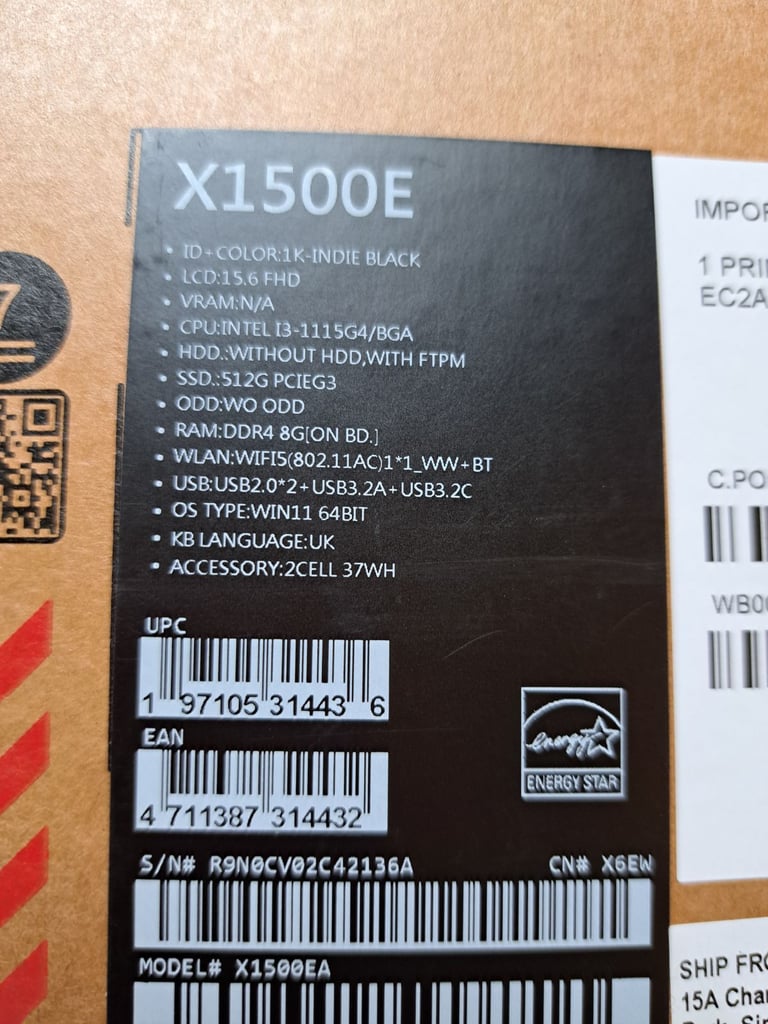 X1500E
• ID+COLOR:1K-INDIE BLACK
• LCD:15.6 FHD
• VRAM:N/A
• CPU:INTEL I3-1115G4/BGA
• HDD.:WITHOUT HDD,WITH FTPM
• SSD.:512G PCIEG3
• ODD:WO ODD
• RAM:DDR4 8G[ON BD.]
• WLAN:WIFI5(802.11AC)1*1_WW+BT
• USB:USB2.0*2+USB3.2A+USB3.2C
• OS TYPE:WIN11 64BIT
• KB LANGUAGE:UK
• ACCESSORY:2CELL 37WH
UPC
1 97105 31443 6
EAN
4 711387 314432
energy
ENERGY STAR
S/N# R9N0CV02C42136A CN# X6EW
MODEL# X1500EA
7
1 PRI
EC2A
C.PO
SHIP FRO
15A Cha